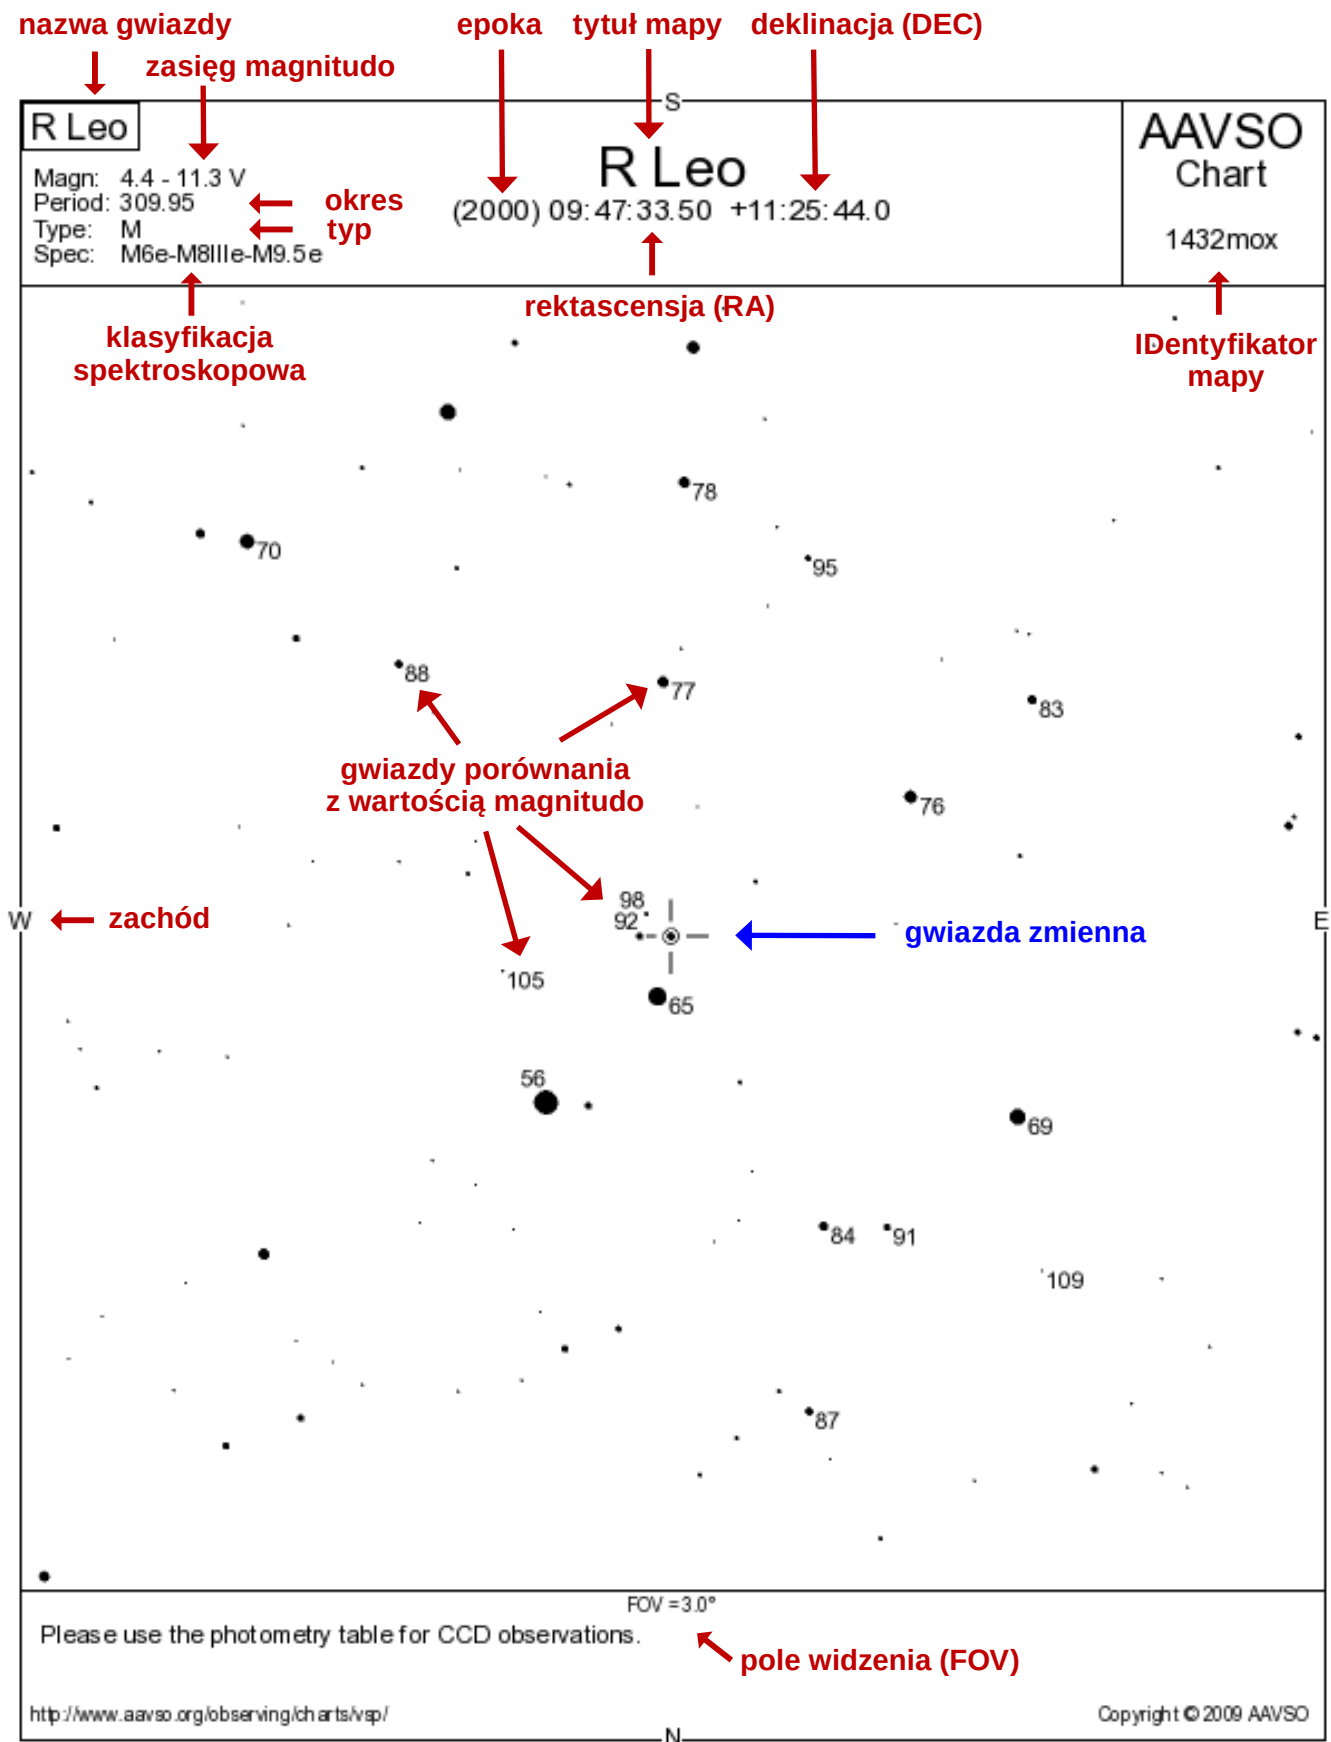 nazwa gwiazdy
epoka
tytuł mapy
deklinacja (DEC)
zasięg magnitudo
S
R Leo
Magn: 4.4 - 11.3 V
Period: 309.95
Type: M
Spec: M6e-M8IIIe-M9.5e
okres
typ
R Leo
(2000) 09:47:33.50 +11:25:44.0
AAVSO
Chart
1432mox
rektascensja (RA)
klasyfikacja
spektroskopowa
IDentyfikator
mapy
78
70
95
88
77
83
gwiazdy porównania
z wartością magnitudo
76
98
92
W
zachód
gwiazda zmienna
E
105
65
56
69
84
91
109
87
FOV = 3.0°
Please use the photometry table for CCD observations.
pole widzenia (FOV)
http://www.aavso.org/observing/charts/vsp/
Copyright © 2009 AAVSO
N